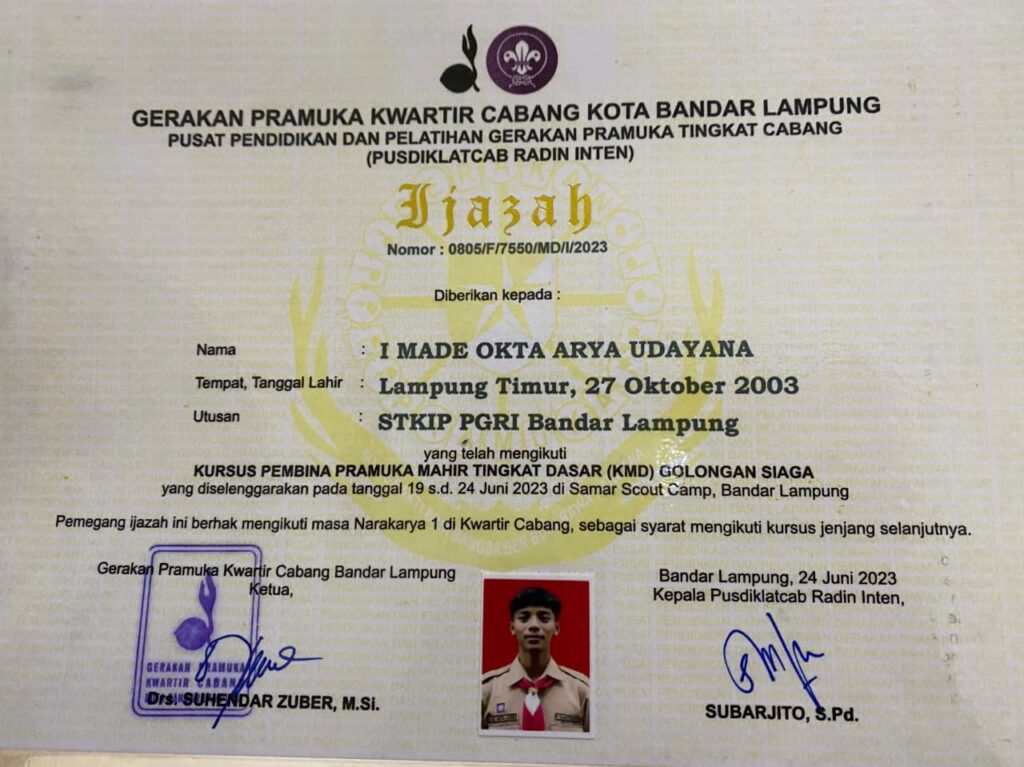 GERAKAN PRAMUKA KWARTIR CABANG KOTA BANDAR LAMPUNG
PUSAT PENDIDIKAN DAN PELATIHAN GERAKAN PRAMUKA TINGKAT CABANG
(PUSDIKLATCAB RADIN INTEN)
Ijazah
Nomor : 0805/F/7550/MD/I/2023
Diberikan kepada :
Nama : I MADE OKTA ARYA UDAYANA
Tempat, Tanggal Lahir : Lampung Timur, 27 Oktober 2003
Utusan : STKIP PGRI Bandar Lampung
yang telah mengikuti
KURSUS PEMBINA PRAMUKA MAHIR TINGKAT DASAR (KMD) GOLONGAN SIAGA
yang diselenggarakan pada tanggal 19 s.d. 24 Juni 2023 di Samar Scout Camp, Bandar Lampung
Pemegang ijazah ini berhak mengikuti masa Narakarya 1 di Kwartir Cabang, sebagai syarat mengikuti kursus jenjang selanjutnya.
Gerakan Pramuka Kwartir Cabang Bandar Lampung
Ketua,
GERAKAN PRAMUKA
KWARTIR CABANG
Drs. SUHENDAR ZUBER, M.Si.
Bandar Lampung, 24 Juni 2023
Kepala Pusdiklatcab Radin Inten,
SUBARJITO, S.Pd.